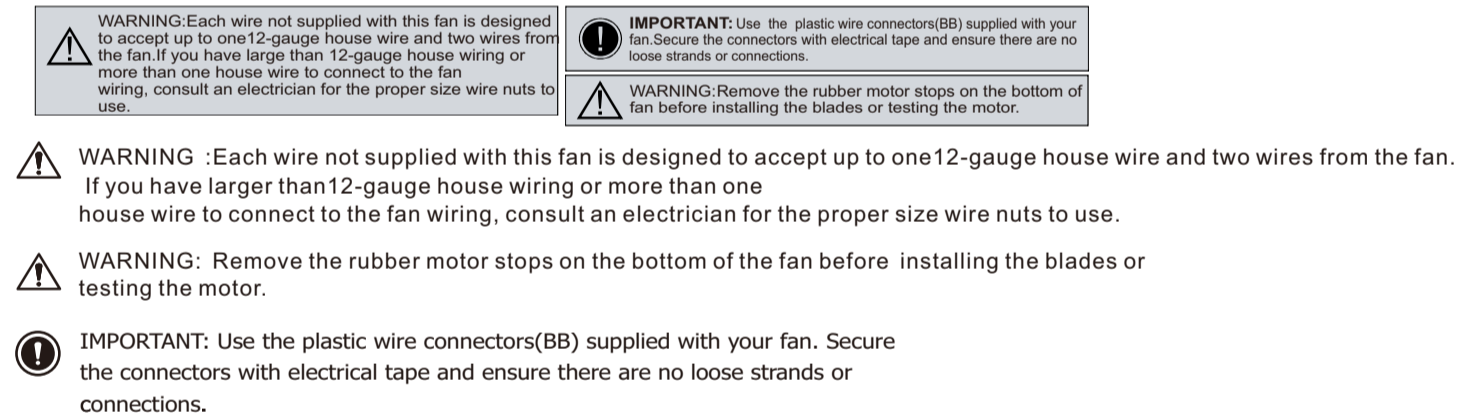 WARNING:Each wire not supplied with this fan is designed
to accept up to one12-gauge house wire and two wires from
the fan.If you have large than 12-gauge house wiring or
more than one house wire to connect to the fan
wiring, consult an electrician for the proper size wire nuts to
use.
IMPORTANT: Use the plastic wire connectors(BB) supplied with your
fan.Secure the connectors with electrical tape and ensure there are no
loose strands or connections.
WARNING:Remove the rubber motor stops on the bottom of
fan before installing the blades or testing the motor.
WARNING :Each wire not supplied with this fan is designed to accept up to one12-gauge house wire and two wires from the fan.
If you have larger than12-gauge house wiring or more than one
house wire to connect to the fan wiring, consult an electrician for the proper size wire nuts to use.
WARNING: Remove the rubber motor stops on the bottom of the fan before installing the blades or
testing the motor.
IMPORTANT: Use the plastic wire connectors(BB) supplied with your fan. Secure
the connectors with electrical tape and ensure there are no loose strands or
connections.